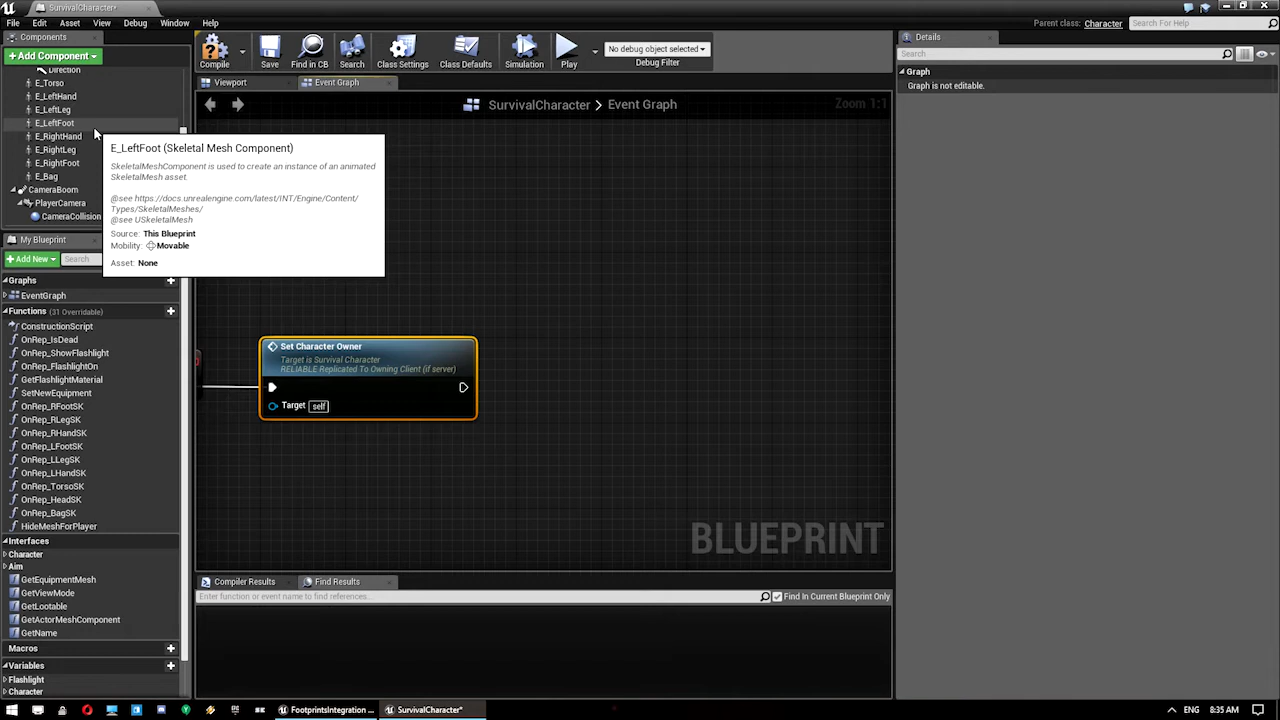 SurvivalCharacter*
File Edit Asset View Debug Window Help
Parent class: Character
Search For Help
Components
+Add Component
Direction
E_Torso
E_LeftHand
E_LeftLeg
E_LeftFoot
E_RightHand
E_RightLeg
E_RightFoot
E_Bag
CameraBoom
PlayerCamera
CameraCollision
E_LeftFoot (Skeletal Mesh Component)
SkeletalMeshComponent is used to create an instance of an animated
SkeletalMesh asset.
@see https://docs.unrealengine.com/latest/INT/Engine/Content/
Types/SkeletalMeshes/
@see USkeletalMesh
Source: This Blueprint
Mobility: Movable
Asset: None
My Blueprint
+Add New
Search
Graphs
EventGraph
Functions (31 Overridable)
ConstructionScript
OnRep_IsDead
OnRep_ShowFlashlight
OnRep_FlashlightOn
GetFlashlightMaterial
SetNewEquipment
OnRep_RFootSK
OnRep_RLegSK
OnRep_RHandSK
OnRep_LFootSK
OnRep_LLegSK
OnRep_LHandSK
OnRep_TorsoSK
OnRep_HeadSK
OnRep_BagSK
HideMeshForPlayer
Interfaces
Character
Aim
GetEquipmentMesh
GetViewMode
GetLootable
GetActorMeshComponent
GetName
Macros
Variables
Flashlight
Character
Compile
Save
Find in CB
Search
Class Settings
Class Defaults
Simulation
Play
No debug object selected
Debug Filter
Viewport
Event Graph
SurvivalCharacter > Event Graph
Zoom 1:1
Set Character Owner
Target is Survival Character
RELIABLE Replicated To Owning Client (if server)
Target self
BLUEPRINT
Compiler Results
Find Results
Enter function or event name to find references...
Find In Current Blueprint Only
Details
Search
Graph
Graph is not editable.
FootprintsIntegration ...
SurvivalCharacter*
ENG 8:35 AM